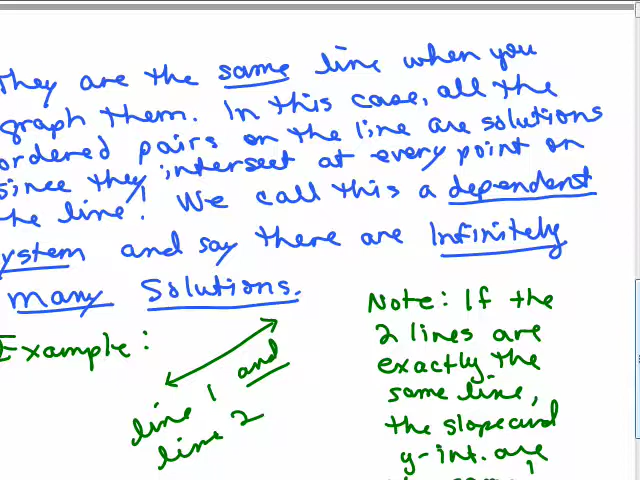 They are the same line when you
graph them. In this case, all the
ordered pairs on the line are solutions
since they intersect at every point on
the line! We call this a dependent
system and say there are Infinitely
many Solutions.
Example:
line 1 and
line 2
Note: If the
2 lines are
exactly the
same line,
the slope and
y-int. are